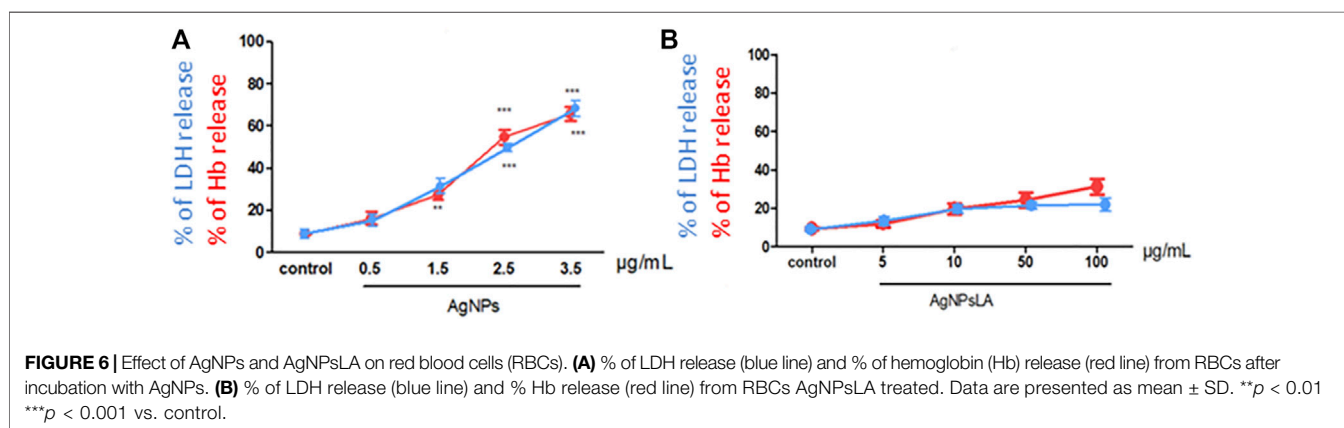 A
% of LDH release
% of Hb release
100
80
60
40
20
0
***
***
***
***
**
control 0.5 1.5 2.5 3.5 µg/mL
AgNPs
B
% of LDH release
% of Hb release
100
80
60
40
20
0
control 5 10 50 100 µg/mL
AgNPsLA
FIGURE 6 | Effect of AgNPs and AgNPsLA on red blood cells (RBCs). (A) % of LDH release (blue line) and % of hemoglobin (Hb) release (red line) from RBCs after
incubation with AgNPs. (B) % of LDH release (blue line) and % Hb release (red line) from RBCs AgNPsLA treated. Data are presented as mean ± SD. **p < 0.01
***p < 0.001 vs. control.